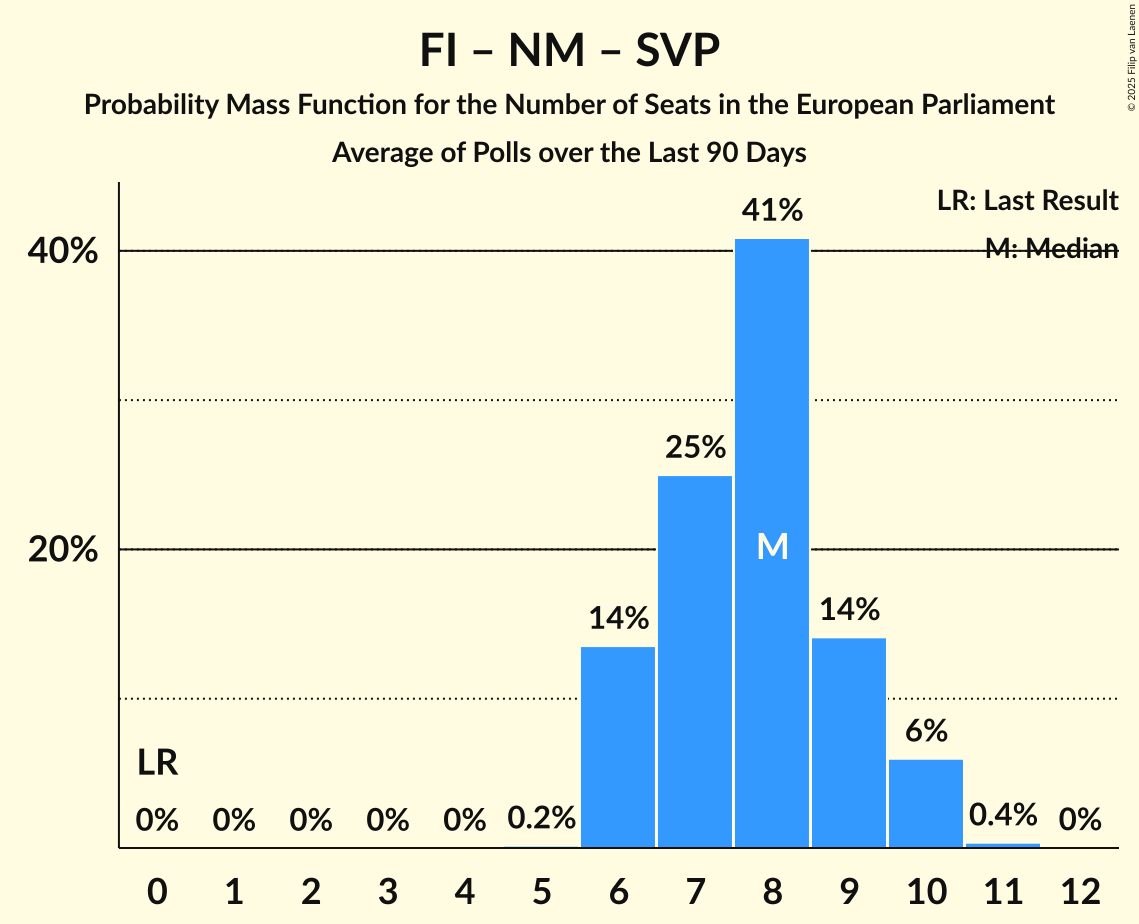 FI – NM – SVP
Probability Mass Function for the Number of Seats in the European Parliament
Average of Polls over the Last 90 Days
© 2025 Filip van Laenen
LR: Last Result
M: Median
40%
20%
41%
25%
14%
14%
6%
M
LR
0% 0% 0% 0% 0% 0.2% 0.4% 0%
0 1 2 3 4 5 6 7 8 9 10 11 12